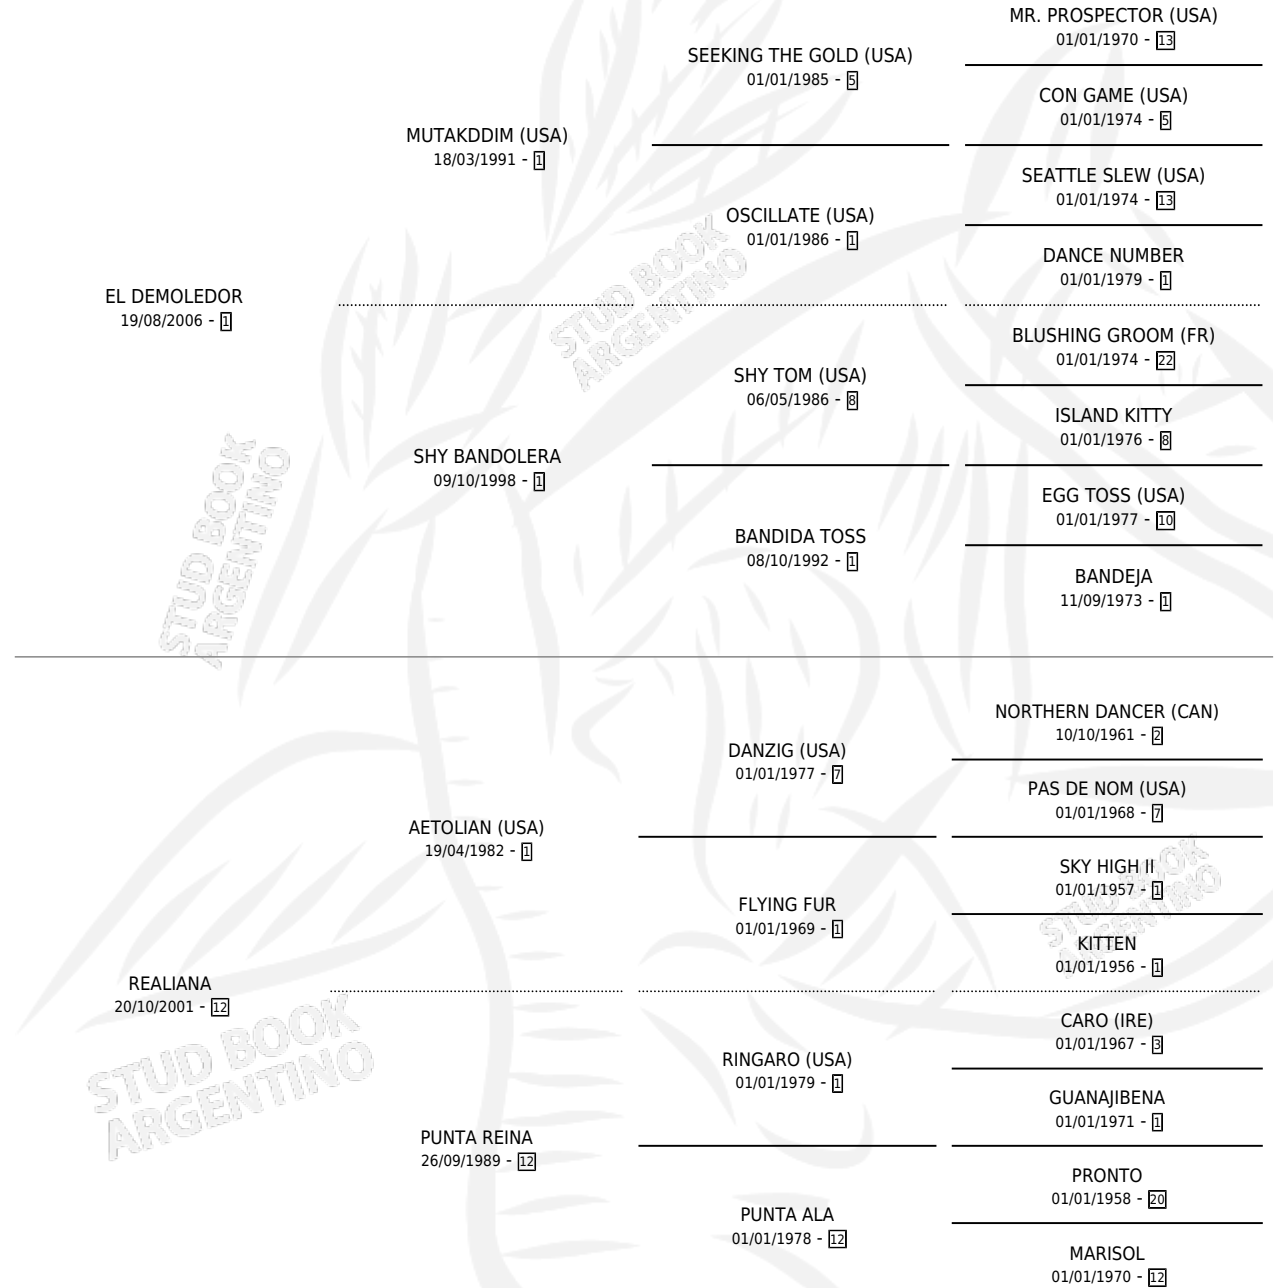 MR. PROSPECTOR (USA)
01/01/1970 - 13
SEEKING THE GOLD (USA)
01/01/1985 - 5
CON GAME (USA)
01/01/1974 - 5
MUTAKDDIM (USA)
18/03/1991 - 1
SEATTLE SLEW (USA)
01/01/1974 - 13
OSCILLATE (USA)
01/01/1986 - 1
DANCE NUMBER
01/01/1979 - 1
EL DEMOLEDOR
19/08/2006 - 1
BLUSHING GROOM (FR)
01/01/1974 - 22
SHY TOM (USA)
06/05/1986 - 8
ISLAND KITTY
01/01/1976 - 8
SHY BANDOLERA
09/10/1998 - 1
EGG TOSS (USA)
01/01/1977 - 10
BANDIDA TOSS
08/10/1992 - 1
BANDEJA
11/09/1973 - 1
NORTHERN DANCER (CAN)
10/10/1961 - 2
DANZIG (USA)
01/01/1977 - 7
PAS DE NOM (USA)
01/01/1968 - 7
AETOLIAN (USA)
19/04/1982 - 1
SKY HIGH II
01/01/1957 - 1
FLYING FUR
01/01/1969 - 1
KITTEN
01/01/1956 - 1
REALIANA
20/10/2001 - 12
CARO (IRE)
01/01/1967 - 3
RINGARO (USA)
01/01/1979 - 1
GUANAJIBENA
01/01/1971 - 1
PUNTA REINA
26/09/1989 - 12
PRONTO
01/01/1958 - 20
PUNTA ALA
01/01/1978 - 12
MARISOL
01/01/1970 - 12
STUD BOOK
ARGENTINO
STUD BOOK
ARGENTINO
STUD BOOK
ARGENTINO
STUD BOOK
ARGENTINO